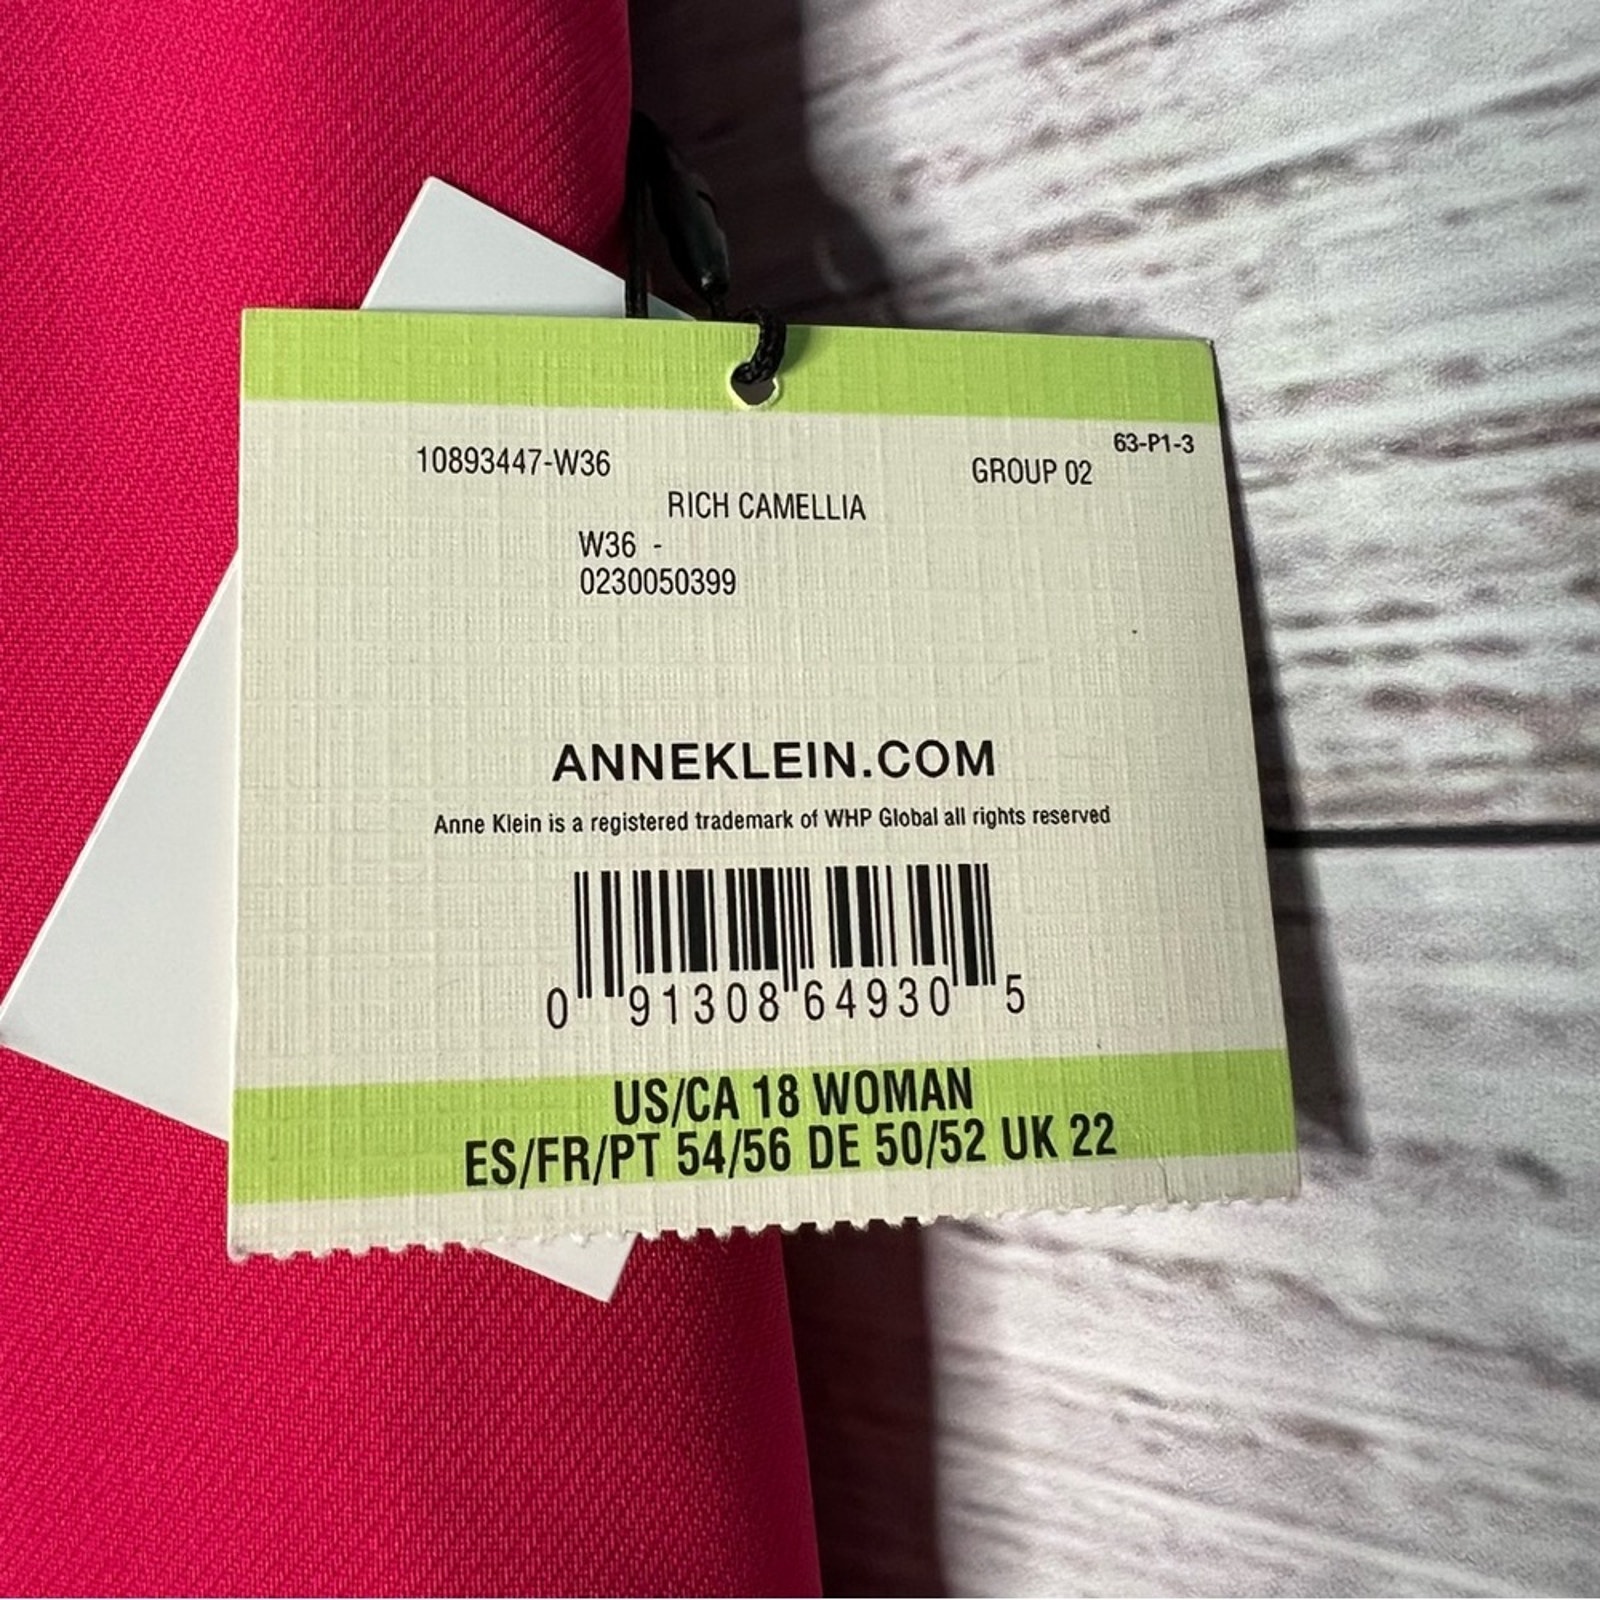 63-P1-3
10893447-W36 GROUP 02
RICH CAMELLIA
W36 -
0230050399
ANNEKLEIN.COM
Anne Klein is a registered trademark of WHP Global all rights reserved
0 91308 64930 5
US/CA 18 WOMAN
ES/FR/PT 54/56 DE 50/52 UK 22